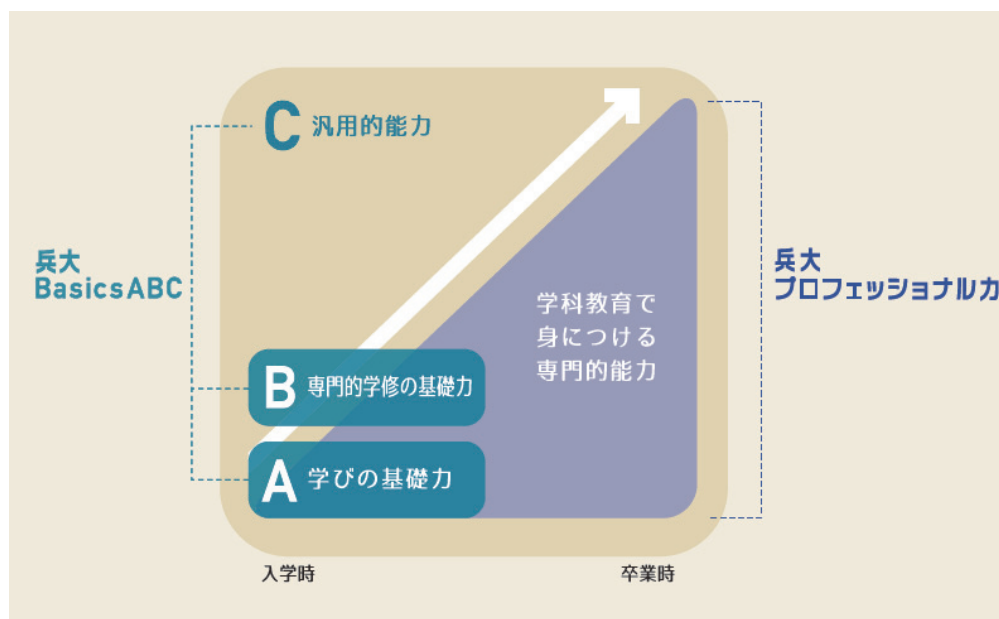 C 汎用的能力
兵大
BasicsABC
兵大
プロフェッショナル力
学科教育で
身につける
専門的能力
B 専門的学修の基礎力
A 学びの基礎力
入学時
卒業時